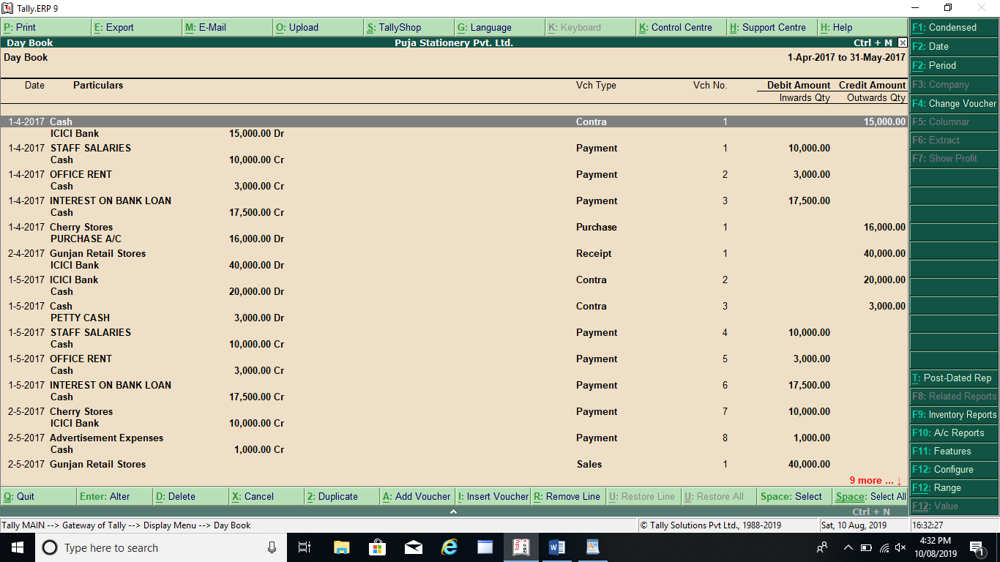 Tally.ERP 9
P: Print E: Export M: E-Mail O: Upload S: TallyShop G: Language K: Keyboard K: Control Centre H: Support Centre H: Help
Day Book Puja Stationery Pvt. Ltd. Ctrl + M
Day Book 1-Apr-2017 to 31-May-2017
Date Particulars Vch Type Vch No. Debit Amount Credit Amount
Inwards Qty Outwards Qty
1-4-2017 Cash Contra 1 15,000.00
ICICI Bank 15,000.00 Dr
1-4-2017 STAFF SALARIES Payment 1 10,000.00
Cash 10,000.00 Cr
1-4-2017 OFFICE RENT Payment 2 3,000.00
Cash 3,000.00 Cr
1-4-2017 INTEREST ON BANK LOAN Payment 3 17,500.00
Cash 17,500.00 Cr
1-4-2017 Cherry Stores Purchase 1 16,000.00
PURCHASE A/C 16,000.00 Dr
2-4-2017 Gunjan Retail Stores Receipt 1 40,000.00
ICICI Bank 40,000.00 Dr
1-5-2017 ICICI Bank Contra 2 20,000.00
Cash 20,000.00 Dr
1-5-2017 Cash Contra 3 3,000.00
PETTY CASH 3,000.00 Dr
1-5-2017 STAFF SALARIES Payment 4 10,000.00
Cash 10,000.00 Cr
1-5-2017 OFFICE RENT Payment 5 3,000.00
Cash 3,000.00 Cr
1-5-2017 INTEREST ON BANK LOAN Payment 6 17,500.00
Cash 17,500.00 Cr
2-5-2017 Cherry Stores Payment 7 10,000.00
ICICI Bank 10,000.00 Cr
2-5-2017 Advertisement Expenses Payment 8 1,000.00
Cash 1,000.00 Cr
2-5-2017 Gunjan Retail Stores Sales 1 40,000.00
9 more ... ↓
F1: Condensed
F2: Date
F2: Period
F3: Company
F4: Change Voucher
F5: Columnar
F6: Extract
F7: Show Profit
T: Post-Dated Rep
F8: Related Reports
F9: Inventory Reports
F10: A/c Reports
F11: Features
F12: Configure
F12: Range
F12: Value
Q: Quit Enter: Alter D: Delete X: Cancel 2: Duplicate A: Add Voucher I: Insert Voucher R: Remove Line U: Restore Line U: Restore All Space: Select Space: Select All
Ctrl + N
Tally MAIN --> Gateway of Tally --> Display Menu --> Day Book © Tally Solutions Pvt Ltd., 1988-2019 Sat, 10 Aug, 2019 16:32:27
Type here to search
4:32 PM
10/08/2019
1